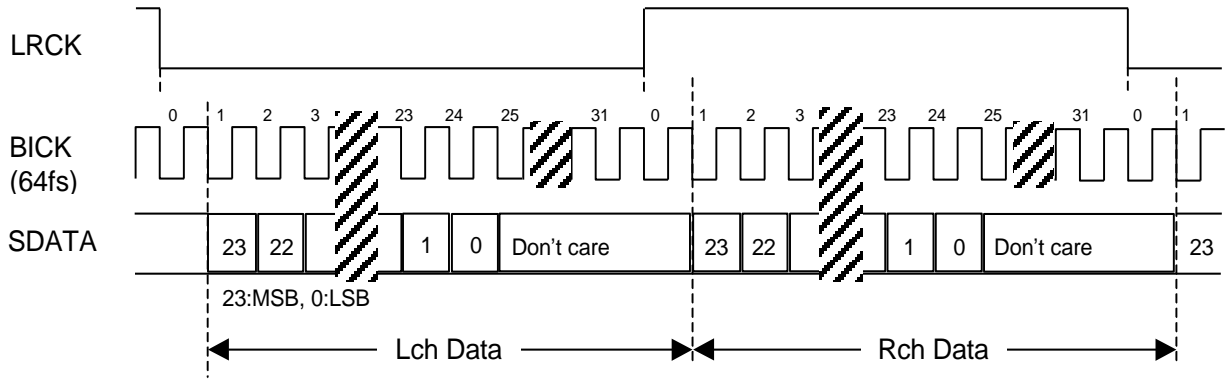 LRCK
0 1 2 3 23 24 25 31 0 1 2 3 23 24 25 31 0 1
BICK
(64fs)
SDATA 23 22 1 0 Don't care 23 22 1 0 Don't care 23
23:MSB, 0:LSB
Lch Data Rch Data